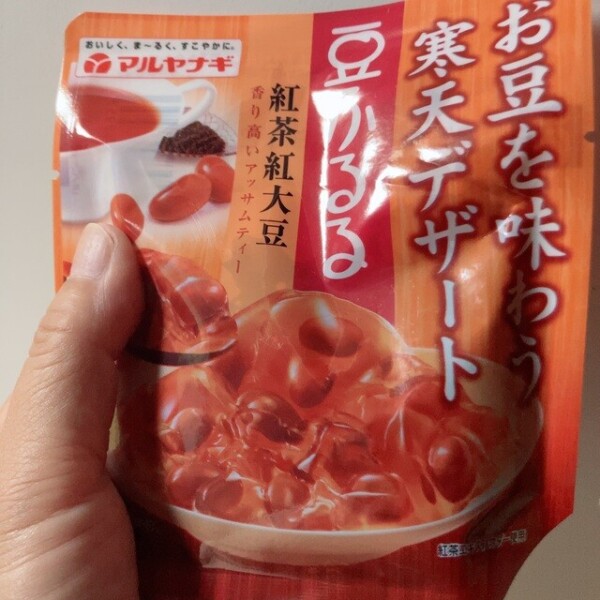 お豆を味わう
寒天デザート
豆ぷるる
紅茶紅大豆
香り高いアッサムティー
おいしく、ま〜るく、すこやかに。
マルヤナギ